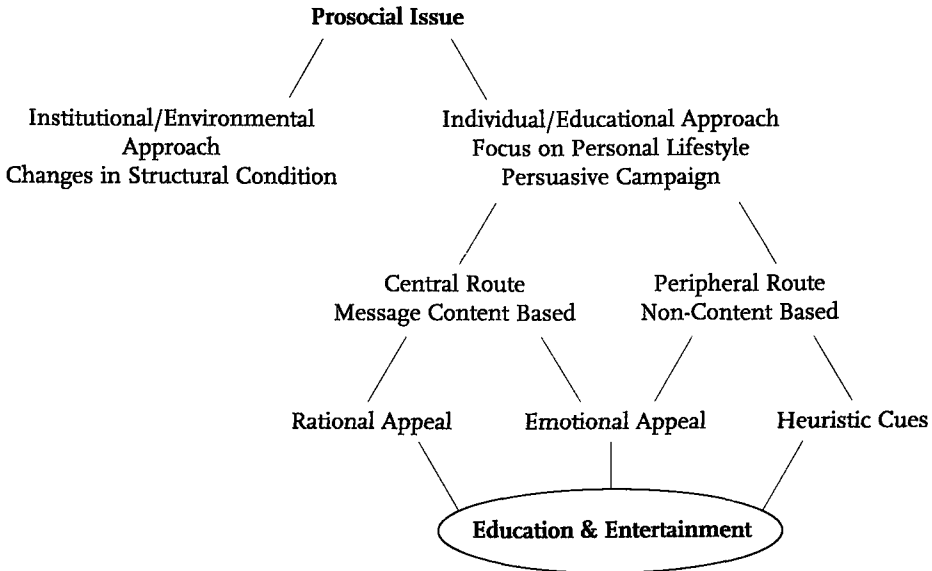 Prosocial Issue
Institutional/Environmental
Approach
Changes in Structural Condition
Individual/Educational Approach
Focus on Personal Lifestyle
Persuasive Campaign
Central Route
Message Content Based
Peripheral Route
Non-Content Based
Rational Appeal
Emotional Appeal
Heuristic Cues
Education & Entertainment